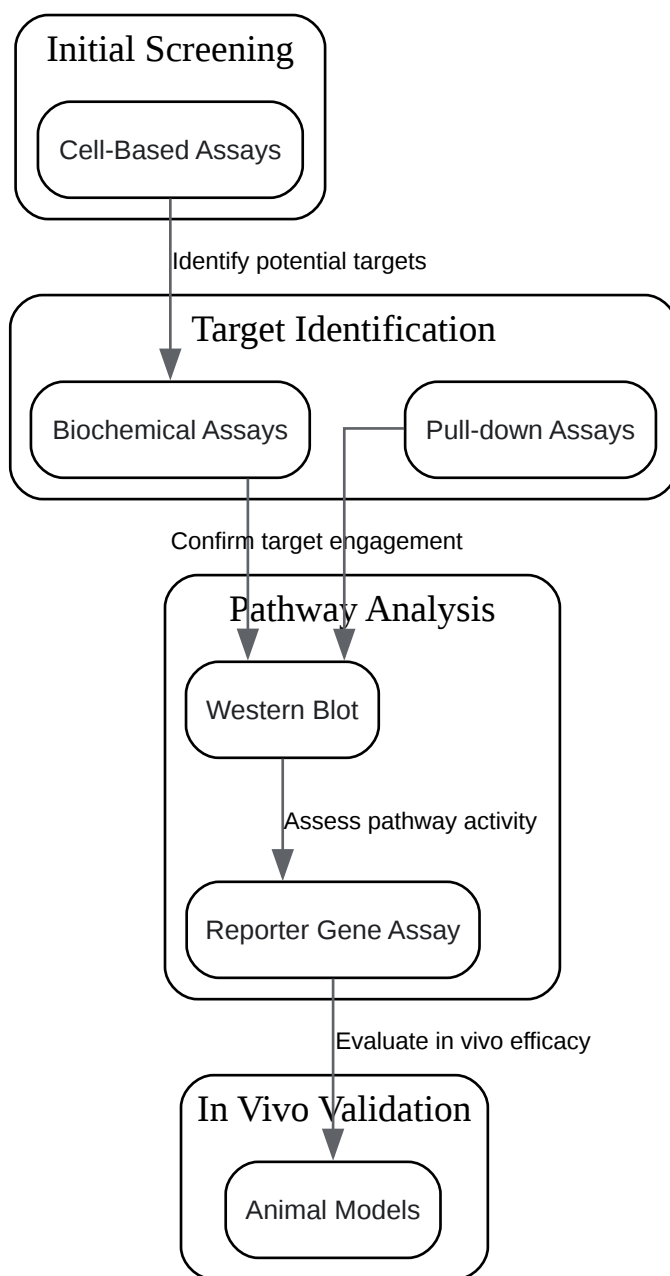 Initial Screening
Cell-Based Assays
Identify potential targets
Target Identification
Biochemical Assays
Pull-down Assays
Confirm target engagement
Pathway Analysis
Western Blot
Assess pathway activity
Reporter Gene Assay
Evaluate in vivo efficacy
In Vivo Validation
Animal Models